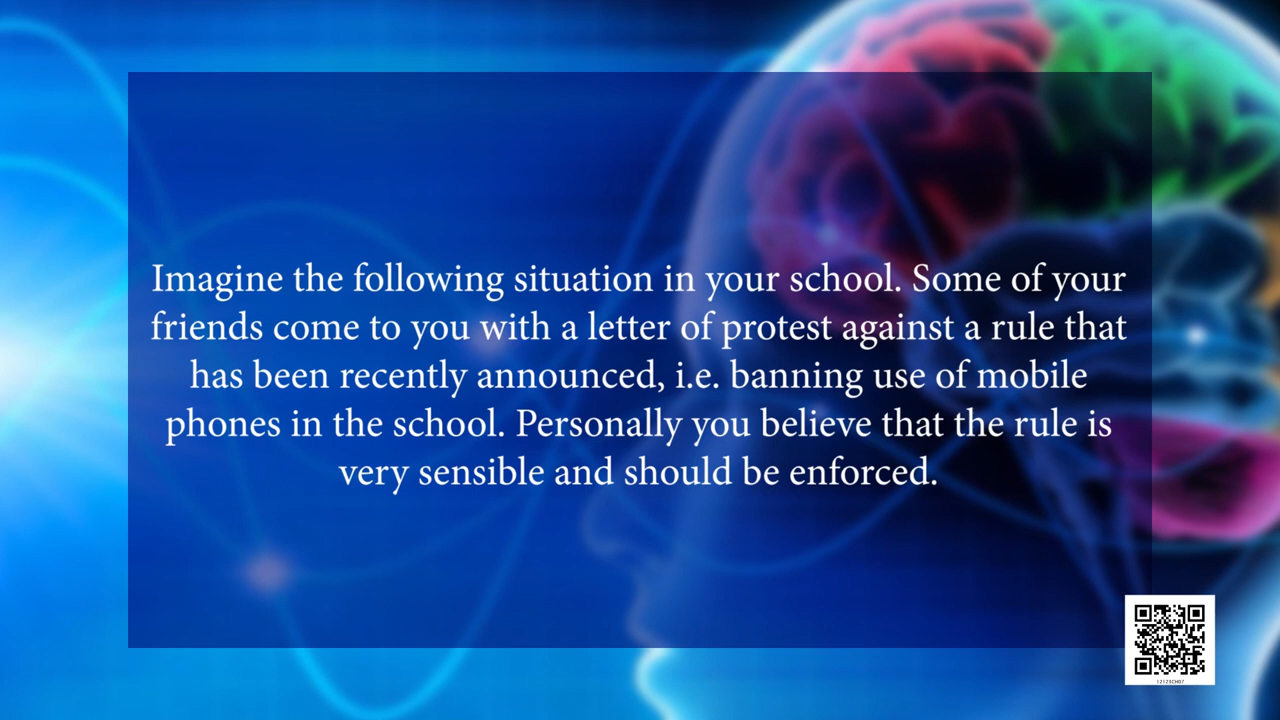 Imagine the following situation in your school. Some of your
friends come to you with a letter of protest against a rule that
has been recently announced, i.e. banning use of mobile
phones in the school. Personally you believe that the rule is
very sensible and should be enforced.
12123CH07